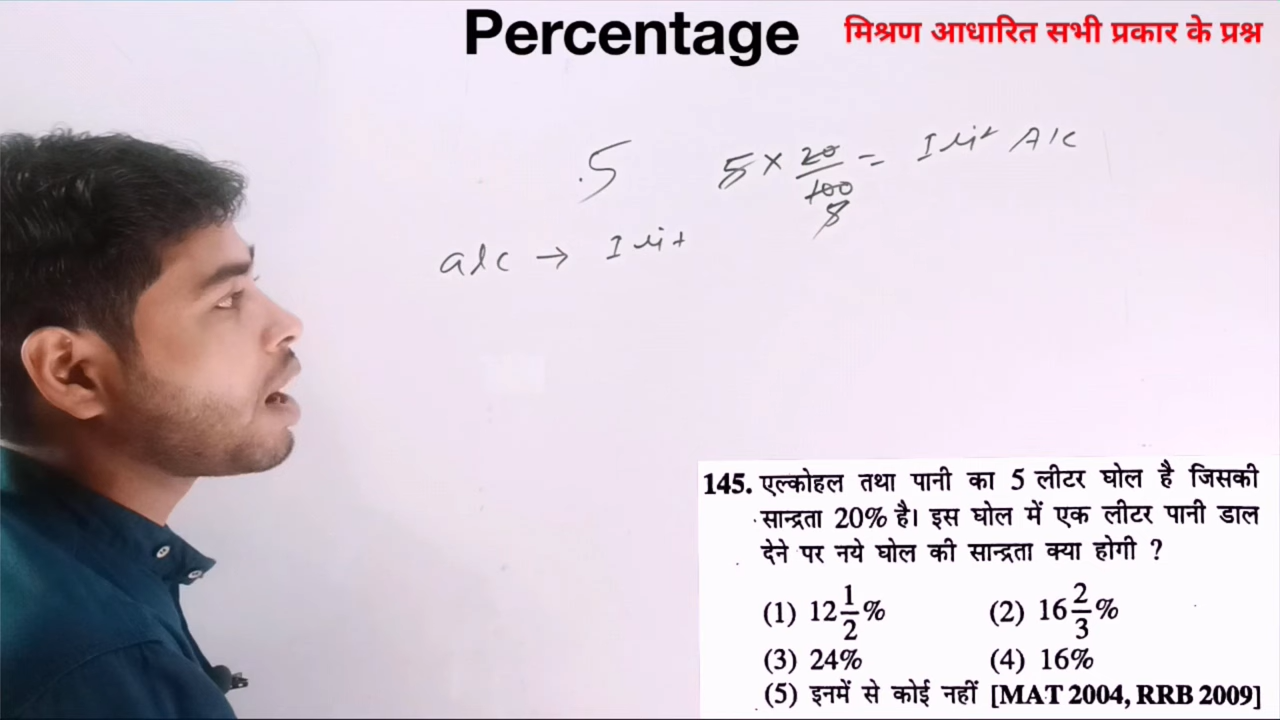 Percentage
मिश्रण आधारित सभी प्रकार के प्रश्न
5 5 × 20/100 = 1 lit Alc
5
alc → 1 lit
145. एल्कोहल तथा पानी का 5 लीटर घोल है जिसकी
सान्द्रता 20% है। इस घोल में एक लीटर पानी डाल
देने पर नये घोल की सान्द्रता क्या होगी ?
(1) 12 1/2 % (2) 16 2/3 %
(3) 24% (4) 16%
(5) इनमें से कोई नहीं [MAT 2004, RRB 2009]